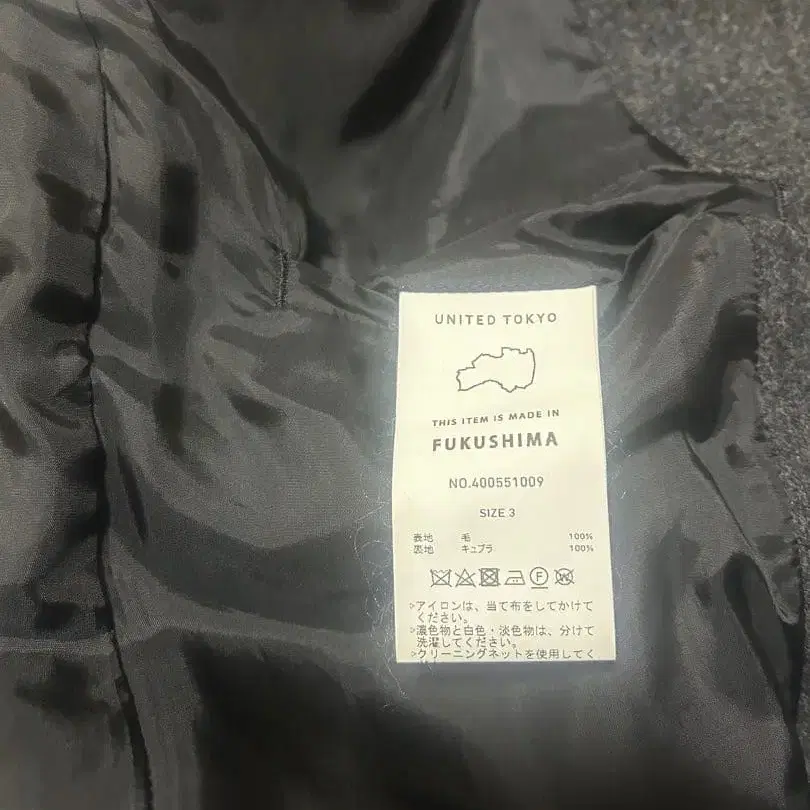 UNITED TOKYO
THIS ITEM IS MADE IN
FUKUSHIMA
NO.400551009
SIZE 3
表地 毛 100%
裏地 キュプラ 100%
F W
>アイロンは、当て布をしてかけて
ください。
>濃色物と白色・淡色物は、分けて
洗濯してください。
>クリーニングネットを使用してく